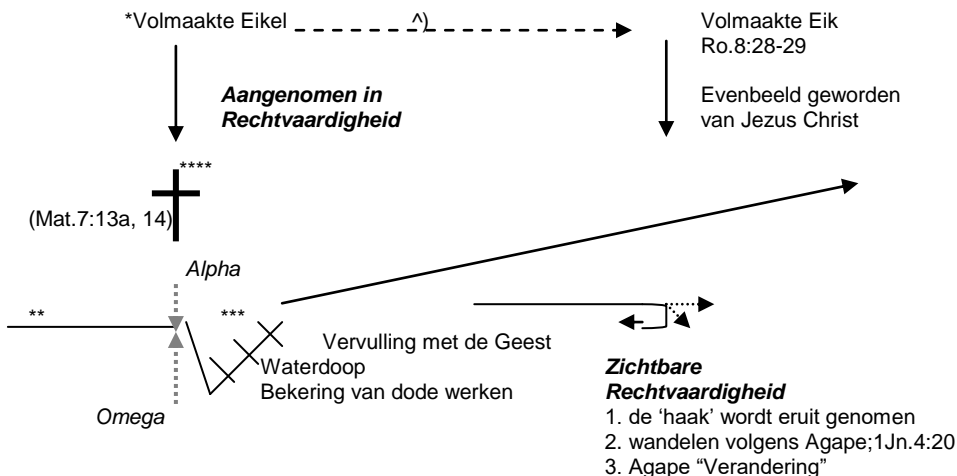 *Volmaakte Eikel
^)
Volmaakte Eik
Ro.8:28-29
Aangenomen in
Rechtvaardigheid
Evenbeeld geworden
van Jezus Christ
****
(Mat.7:13a, 14)
Alpha
**
***
Vervulling met de Geest
Waterdoop
Bekering van dode werken
Omega
Zichtbare
Rechtvaardigheid
1. de ‘haak’ wordt eruit genomen
2. wandelen volgens Agape;1Jn.4:20
3. Agape “Verandering”